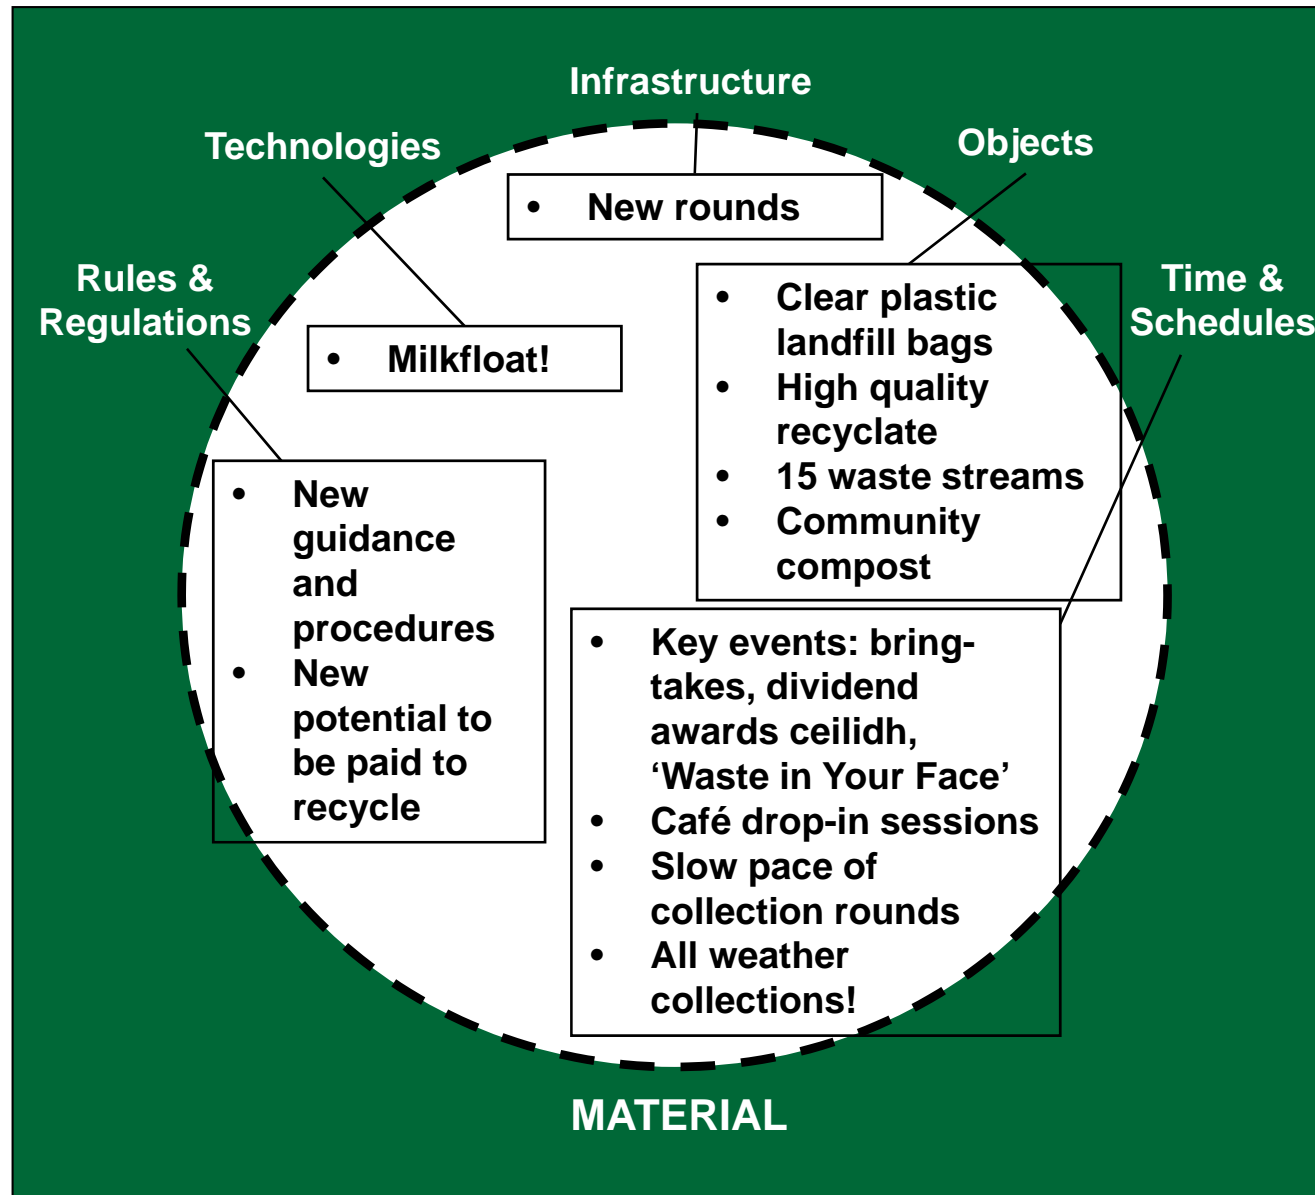 Infrastructure
Technologies
Objects
• New rounds
Rules &
Regulations
Time &
Schedules
• Milkfloat!
• Clear plastic
landfill bags
• High quality
recyclate
• 15 waste streams
• Community
compost
• New
guidance
and
procedures
• New
potential to
be paid to
recycle
• Key events: bring-
takes, dividend
awards ceilidh,
‘Waste in Your Face’
• Café drop-in sessions
• Slow pace of
collection rounds
• All weather
collections!
MATERIAL